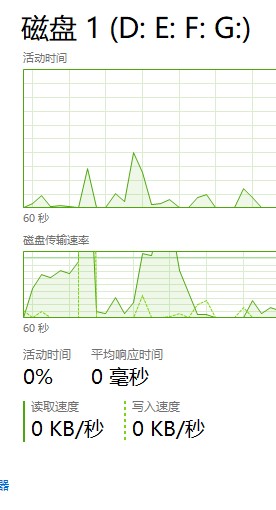 磁盘 1 (D: E: F: G:)
活动时间
60 秒
磁盘传输速率
60 秒
活动时间 平均响应时间
0% 0 毫秒
读取速度 写入速度
0 KB/秒 0 KB/秒
器